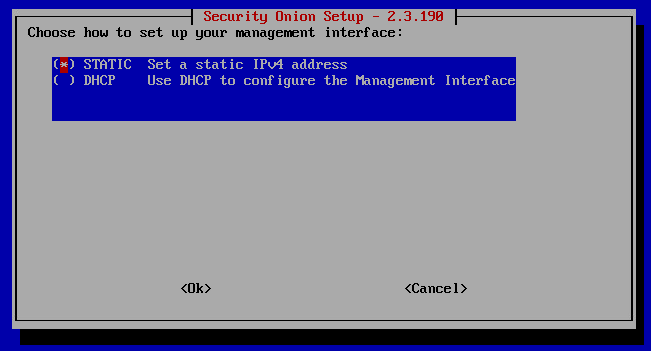 Security Onion Setup - 2.3.190
Choose how to set up your management interface:
(*) STATIC  Set a static IPv4 address
( ) DHCP    Use DHCP to configure the Management Interface
<Ok>    <Cancel>